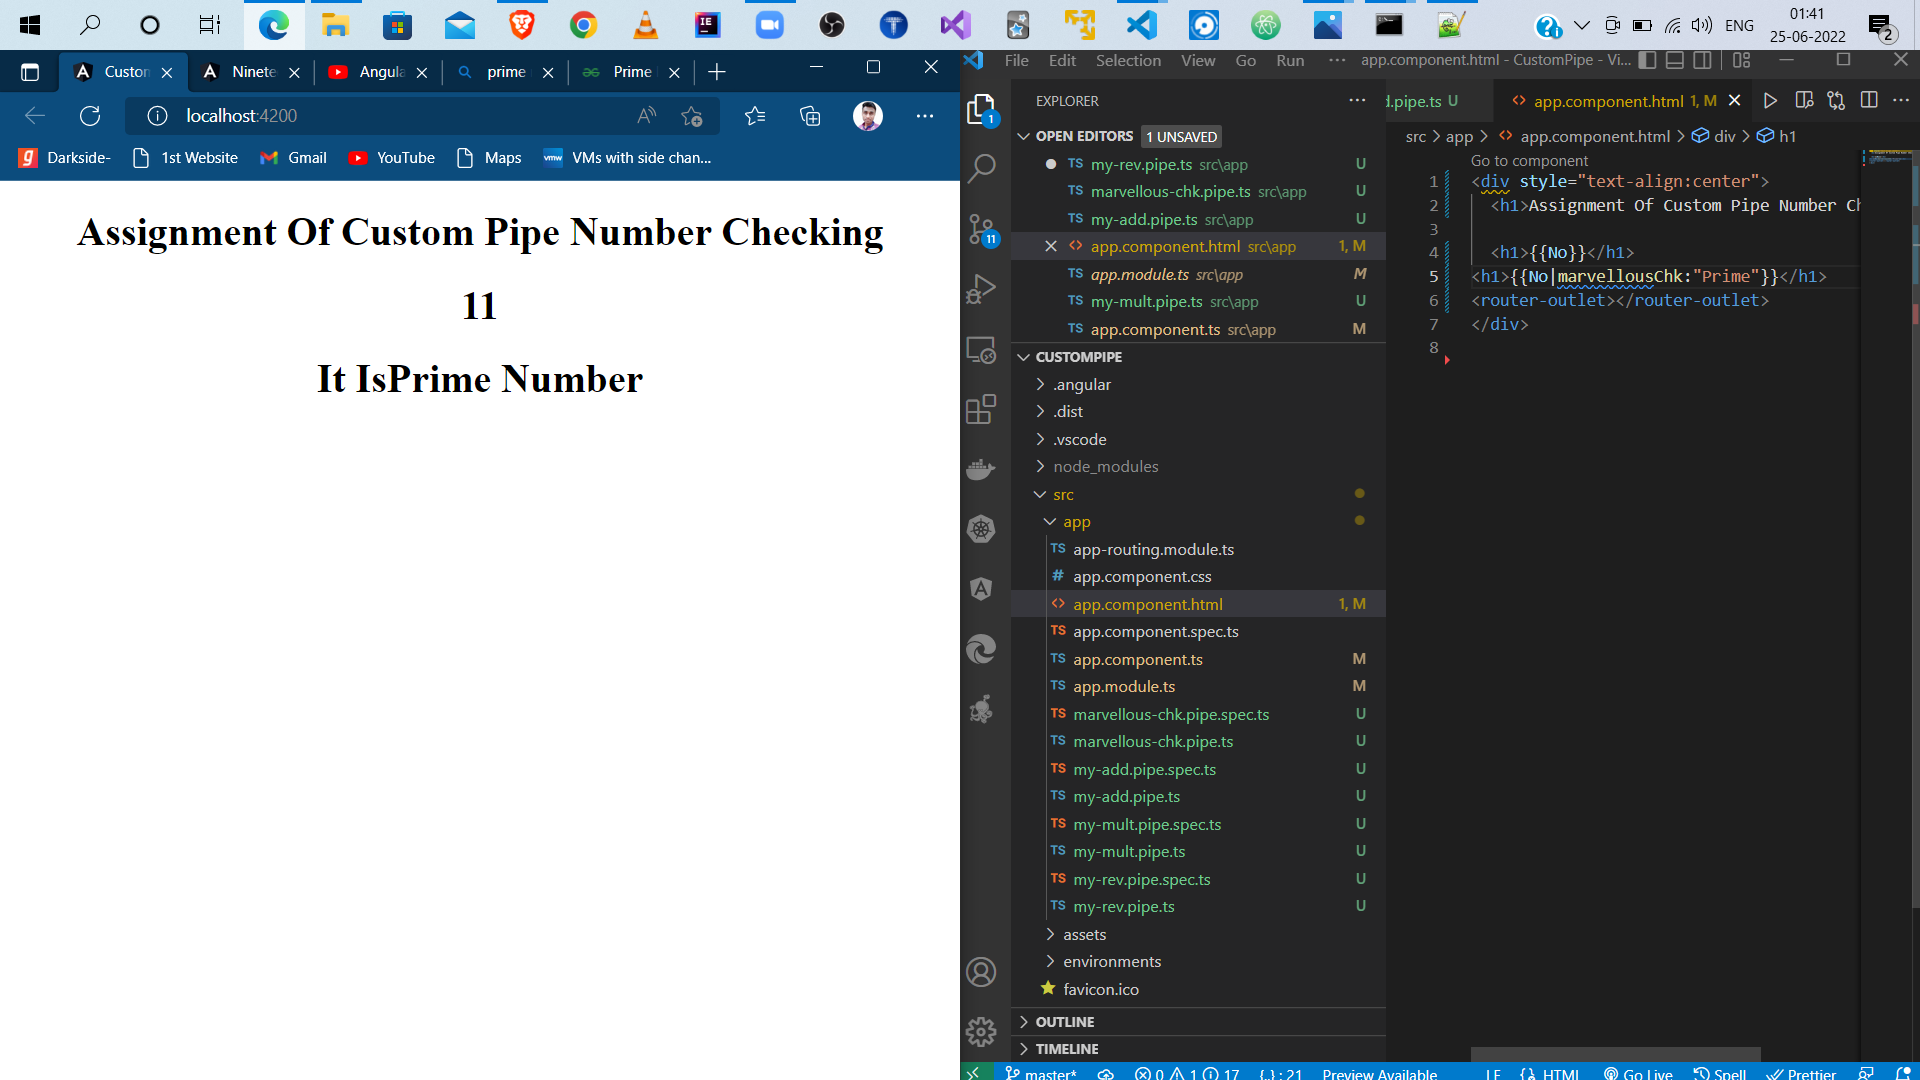 ENG
01:41
25-06-2022
2
Custon
Ninete
Angula
prime
Prime
localhost:4200
Darkside-
1st Website
Gmail
YouTube
Maps
vmw
VMs with side chan...
Assignment Of Custom Pipe Number Checking
11
It IsPrime Number
File Edit Selection View Go Run ··· app.component.html - CustomPipe - Vi...
EXPLORER
OPEN EDITORS 1 UNSAVED
TS my-rev.pipe.ts src\app U
TS marvellous-chk.pipe.ts src\app U
TS my-add.pipe.ts src\app U
<> app.component.html src\app 1, M
TS app.module.ts src\app M
TS my-mult.pipe.ts src\app U
TS app.component.ts src\app M
CUSTOMPIPE
.angular
.dist
.vscode
node_modules
src
app
TS app-routing.module.ts
# app.component.css
<> app.component.html 1, M
TS app.component.spec.ts
TS app.component.ts M
TS app.module.ts M
TS marvellous-chk.pipe.spec.ts U
TS marvellous-chk.pipe.ts U
TS my-add.pipe.spec.ts U
TS my-add.pipe.ts U
TS my-mult.pipe.spec.ts U
TS my-mult.pipe.ts U
TS my-rev.pipe.spec.ts U
TS my-rev.pipe.ts U
assets
environments
favicon.ico
OUTLINE
TIMELINE
1
11
d.pipe.ts U
<> app.component.html 1, M
src > app > <> app.component.html > div > h1
Go to component
1 <div style="text-align:center">
2 <h1>Assignment Of Custom Pipe Number Ch
3
4 <h1>{{No}}</h1>
5 <h1>{{No|marvellousChk:"Prime"}}</h1>
6 <router-outlet></router-outlet>
7 </div>
8
master* 0 1 17 {..} : 21 Preview Available LF HTML Go Live Spell Prettier